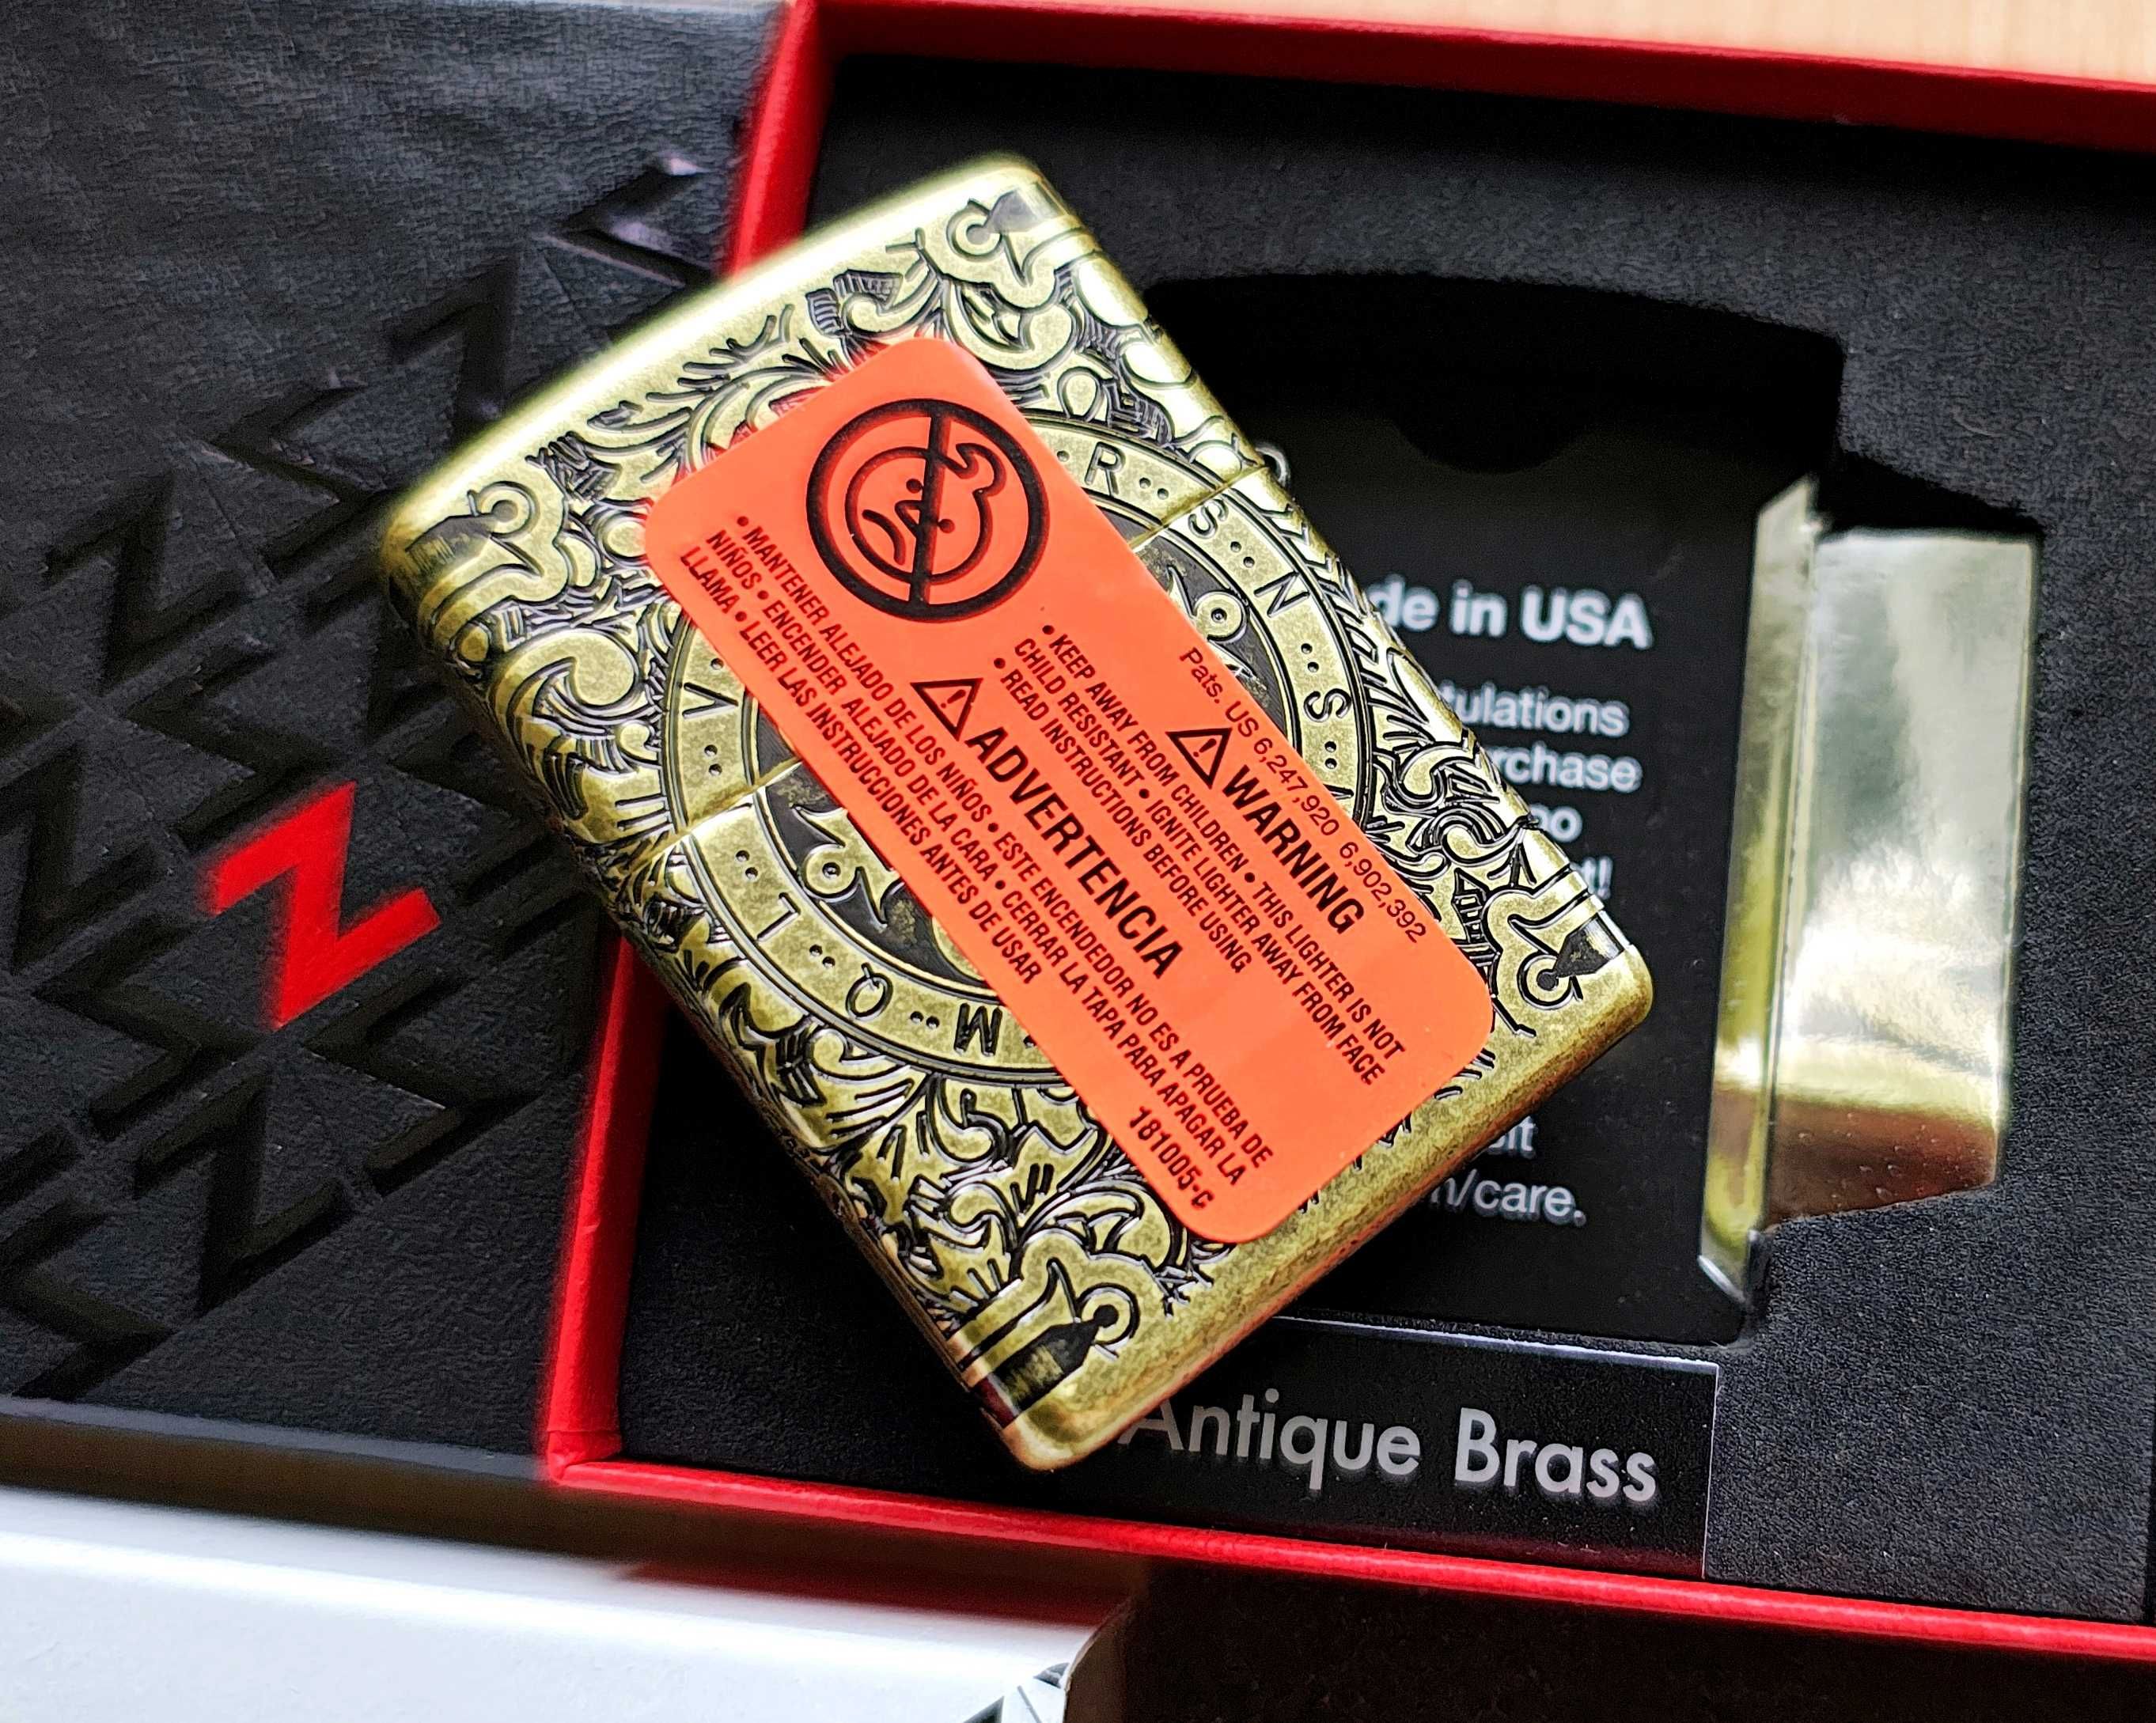 Pats. US 6,247,920 6,902,392
WARNING
• KEEP AWAY FROM CHILDREN • THIS LIGHTER IS NOT
CHILD RESISTANT • IGNITE LIGHTER AWAY FROM FACE
• READ INSTRUCTIONS BEFORE USING
ADVERTENCIA
• MANTENER ALEJADO DE LOS NIÑOS • ESTE ENCENDEDOR NO ES A PRUEBA DE
NIÑOS • ENCENDER ALEJADO DE LA CARA • CERRAR LA TAPA PARA APAGAR LA
LLAMA • LEER LAS INSTRUCCIONES ANTES DE USAR
181005-c
V R S N S
L Q M
in USA
/care.
Antique Brass